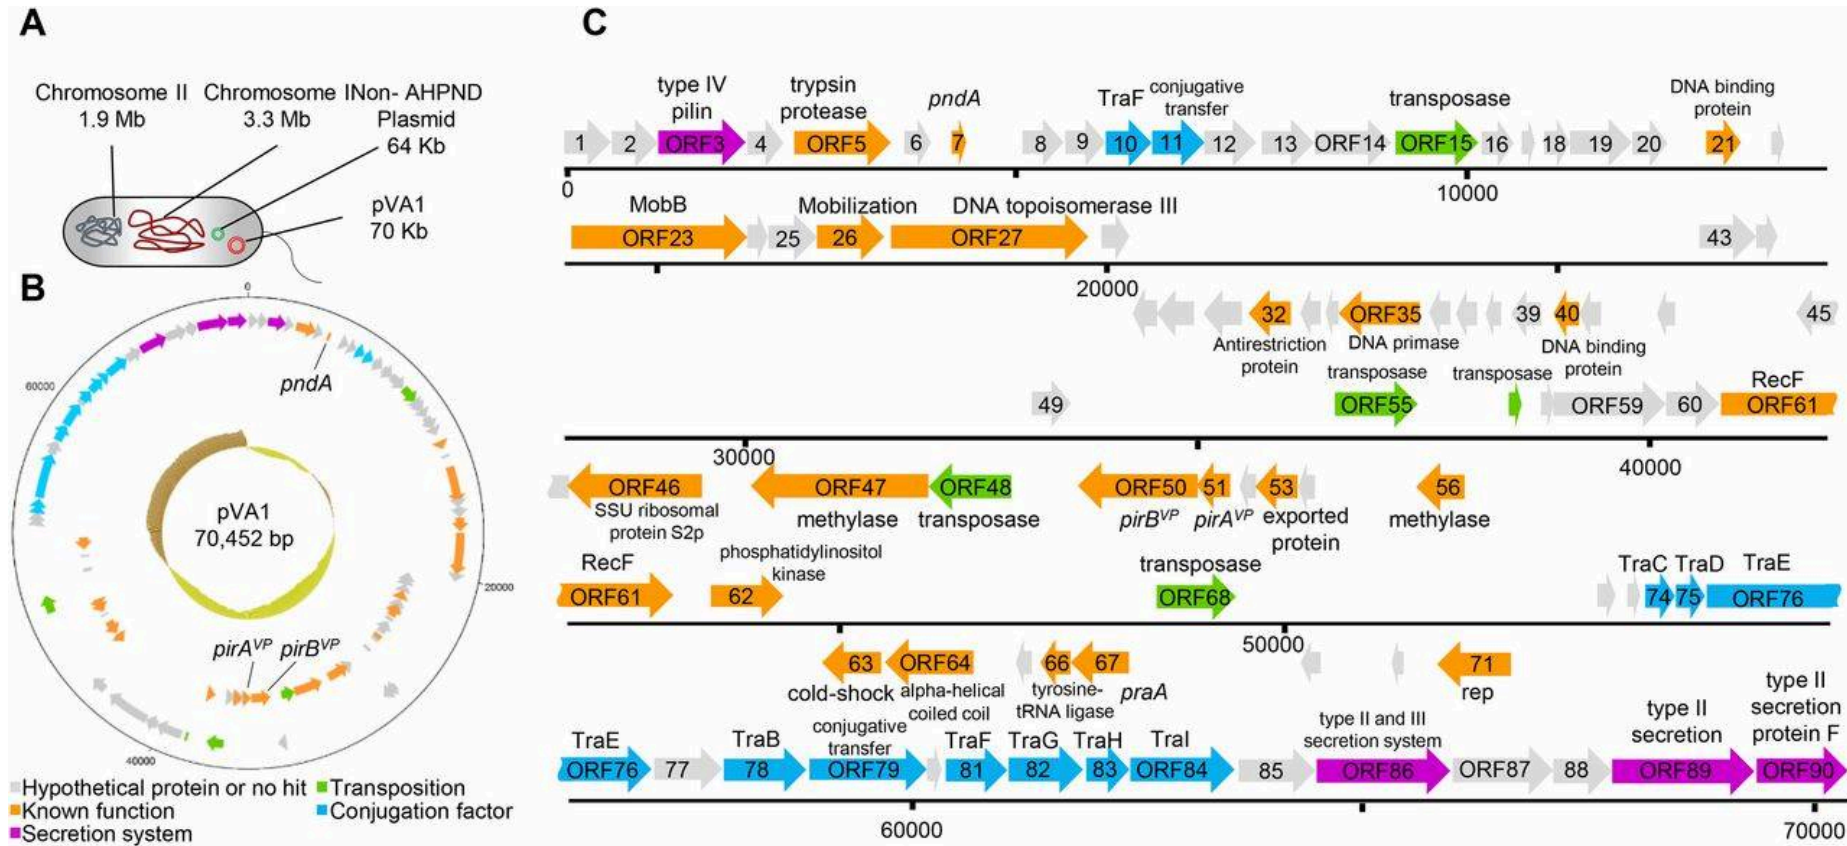 A
Chromosome II
1.9 Mb
Chromosome I
3.3 Mb
Non- AHPND
Plasmid
64 Kb
pVA1
70 Kb
B
0
pndA
60000
pVA1
70,452 bp
20000
pirAVP pirBVP
40000
Hypothetical protein or no hit
Transposition
Known function
Conjugation factor
Secretion system
C
type IV
pilin
trypsin
protease
pndA
TraF
conjugative
transfer
transposase
DNA binding
protein
1 2 ORF3 4 ORF5 6 7 8 9 10 11 12 13 ORF14 ORF15 16 18 19 20 21
0 10000
MobB Mobilization DNA topoisomerase III
ORF23 25 26 ORF27 43
20000
32 ORF35 39 40 45
Antirestriction
protein
DNA primase
DNA binding
protein
transposase transposase RecF
49 ORF55 ORF59 60 ORF61
30000 40000
ORF46 ORF47 ORF48 ORF50 51 53 56
SSU ribosomal
protein S2p
methylase transposase pirBVP pirAVP
exported
protein
methylase
RecF
phosphatidylinositol
kinase
transposase TraC TraD TraE
ORF61 62 ORF68 74 75 ORF76
50000
63 ORF64 66 67 71
cold-shock
alpha-helical
coiled coil
tyrosine-
tRNA ligase
praA
rep
TraE TraB
conjugative
transfer
TraF TraG TraH TraI
type II and III
secretion system
type II
secretion
type II
secretion
protein F
ORF76 77 78 ORF79 81 82 83 ORF84 85 ORF86 ORF87 88 ORF89 ORF90
60000 70000